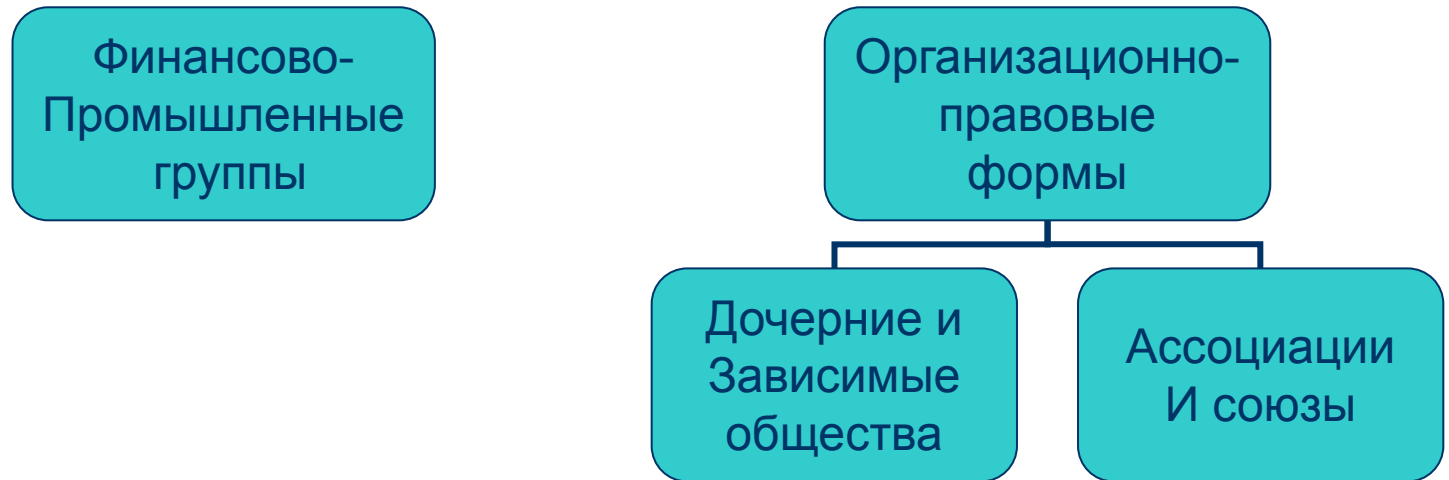 Финансово-
Промышленные
группы
Организационно-
правовые
формы
Дочерние и
Зависимые
общества
Ассоциации
И союзы